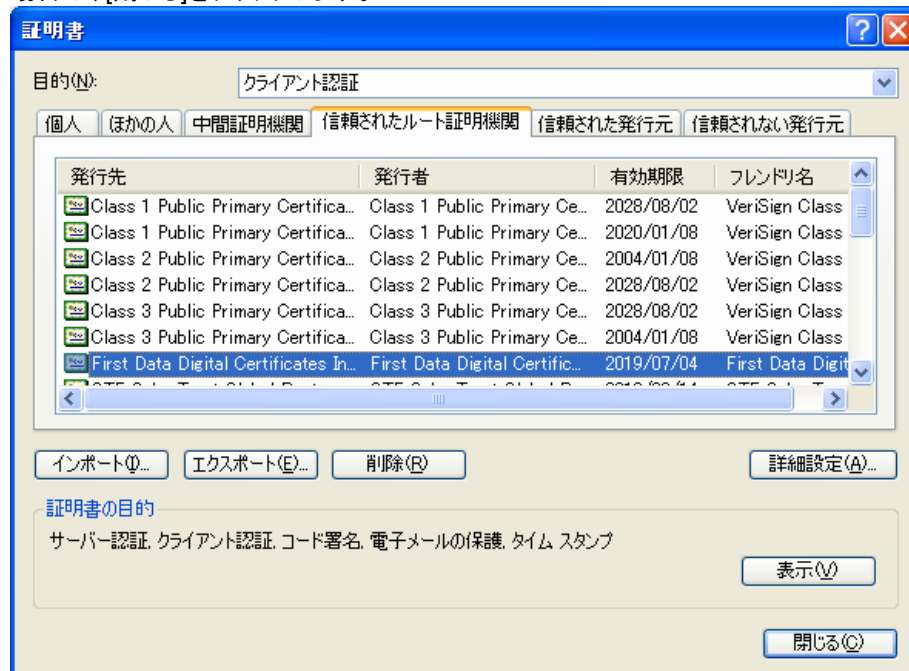 証明書
目的(N): クライアント認証
個人 ほかの人 中間証明機関 信頼されたルート証明機関 信頼された発行元 信頼されない発行元
発行先 発行者 有効期限 フレンドリ名
Class 1 Public Primary Certifica... Class 1 Public Primary Ce... 2028/08/02 VeriSign Class
Class 1 Public Primary Certifica... Class 1 Public Primary Ce... 2020/01/08 VeriSign Class
Class 2 Public Primary Certifica... Class 2 Public Primary Ce... 2004/01/08 VeriSign Class
Class 2 Public Primary Certifica... Class 2 Public Primary Ce... 2028/08/02 VeriSign Class
Class 3 Public Primary Certifica... Class 3 Public Primary Ce... 2028/08/02 VeriSign Class
Class 3 Public Primary Certifica... Class 3 Public Primary Ce... 2004/01/08 VeriSign Class
First Data Digital Certificates In... First Data Digital Certific... 2019/07/04 First Data Digit
インポート(I)... エクスポート(E)... 削除(R) 詳細設定(A)...
証明書の目的
サーバー認証, クライアント認証, コード署名, 電子メールの保護, タイム スタンプ
表示(V)
閉じる(C)